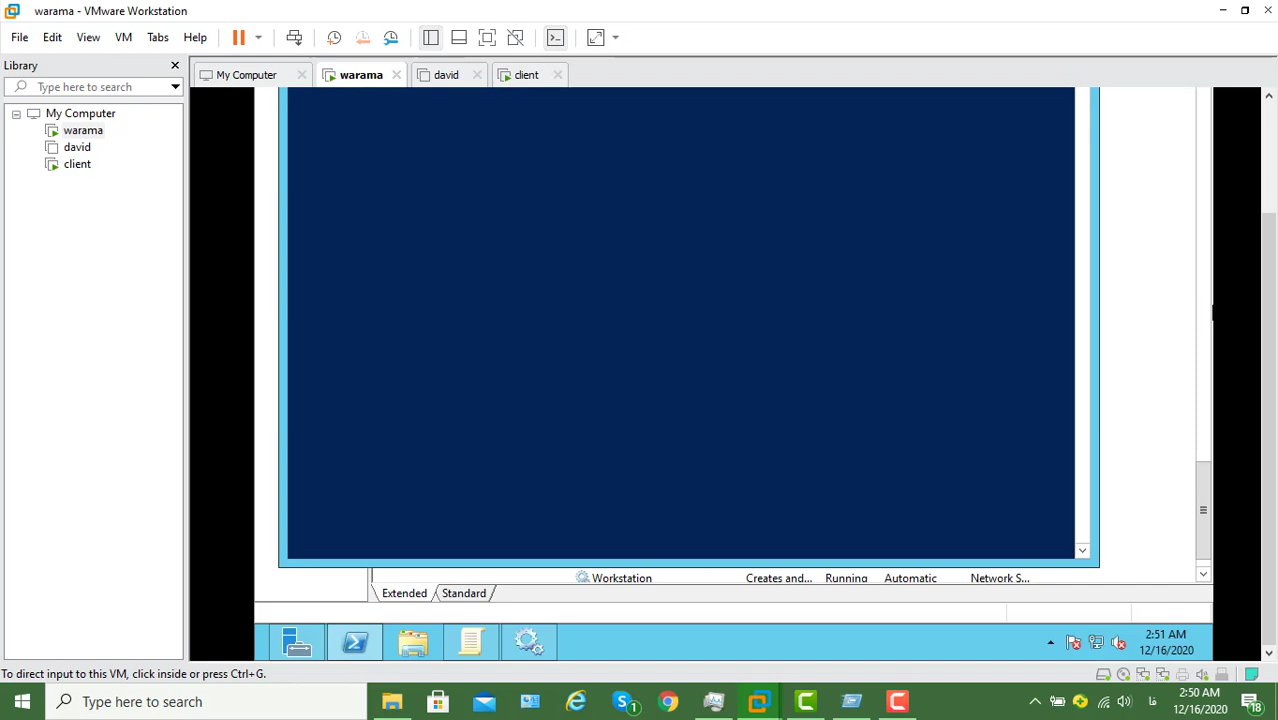 warama - VMware Workstation
File Edit View VM Tabs Help
Library
Type here to search
My Computer
warama
david
client
My Computer
warama
david
client
Workstation Creates and... Running Automatic Network S...
Extended Standard
2:51 AM
12/16/2020
To direct input to this VM, click inside or press Ctrl+G.
Type here to search
1
فا
2:50 AM
12/16/2020
18